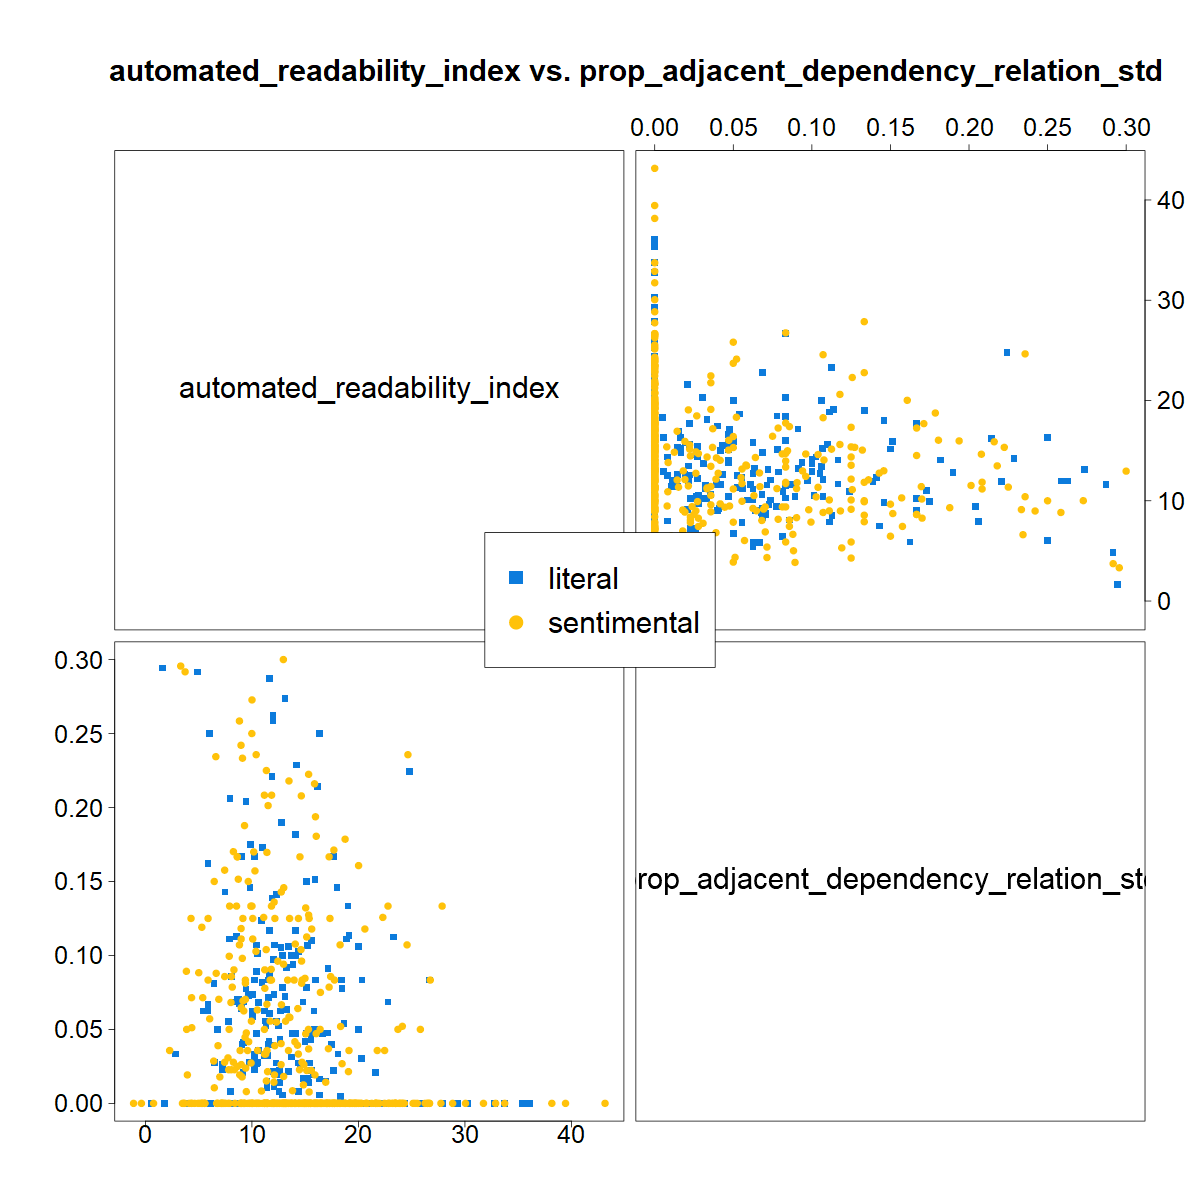 automated_readability_index vs. prop_adjacent_dependency_relation_std
0.00 0.05 0.10 0.15 0.20 0.25 0.30
automated_readability_index
40
30
20
10
0
literal
sentimental
0.30
0.25
0.20
0.15
0.10
0.05
0.00
prop_adjacent_dependency_relation_std
0 10 20 30 40